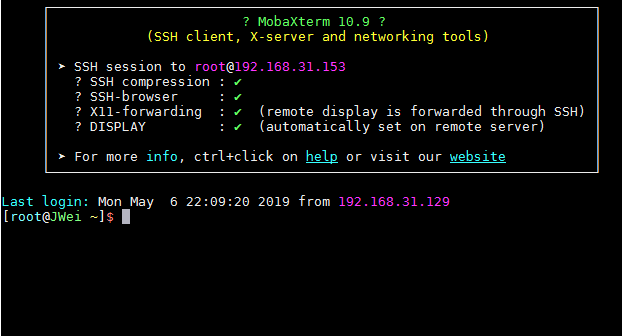 ? MobaXterm 10.9 ?
(SSH client, X-server and networking tools)
➤ SSH session to root@192.168.31.153
? SSH compression : ✔
? SSH-browser : ✔
? X11-forwarding : ✔ (remote display is forwarded through SSH)
? DISPLAY : ✔ (automatically set on remote server)
➤ For more info, ctrl+click on help or visit our website
Last login: Mon May  6 22:09:20 2019 from 192.168.31.129
[root@JWei ~]$